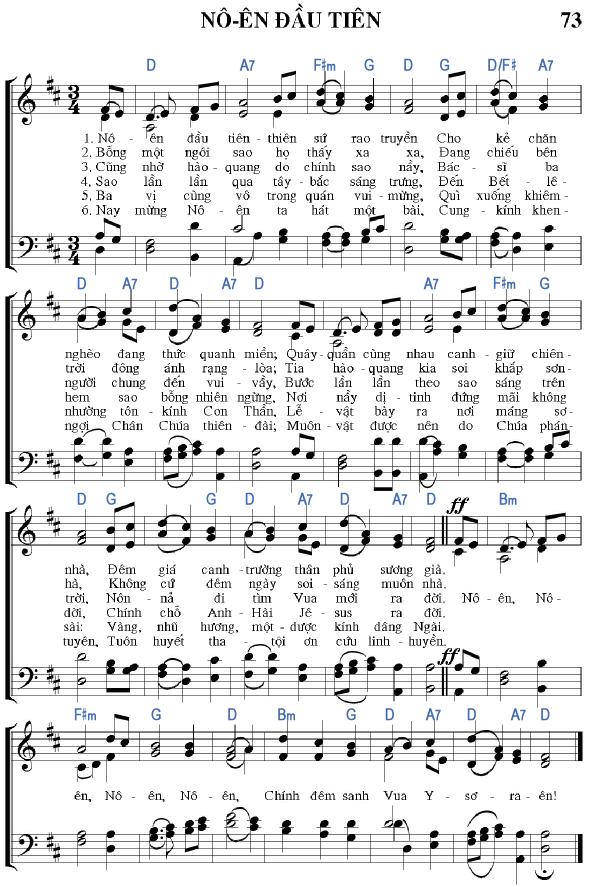 NÔ-ÊN ĐẦU TIÊN 73
D A7 F♯m G D G D/F♯ A7
1. Nô- ên đầu tiên- thiên sứ rao truyền Cho kẻ chăn
2. Bỗng một ngôi sao họ thấy xa xa, Đang chiếu bên
3. Cũng nhờ hào- quang do chính sao nầy, Bác- sĩ ba
4. Sao lần lần qua tây- bắc sáng trưng, Đến Bết- lê-
5. Ba vị cùng vô trong quán vui- mừng, Quì xuống khiêm-
6. Nay mừng Nô- ên ta hát một bài, Cung- kính khen-
D A7 D A7 D A7 F♯m G
nghèo đang thức quanh miền; Quây- quần cùng nhau canh- giữ chiên-
trời đông ánh rạng- lòa; Tia hào- quang kia soi khắp sơn-
người chung đến vui- vầy, Bước lần lần theo sao sáng trên
hem sao bỗng nhiên ngừng, Nơi nầy dị- tinh đứng mãi không
nhường tôn- kính Con Thần, Lễ- vật bày ra nơi máng sơ-
ngợi Chân Chúa thiên- đài; Muôn- vật được nên do Chúa phán-
D G G D A7 D A7 D ff Bm
nhà, Đêm giá canh- trường thân phủ sương già.
hà, Không cứ đêm ngày soi- sáng muôn nhà.
trời, Nôn- nả đi tìm Vua mới ra đời. Nô- ên, Nô-
dời, Chính chỗ Anh- Hài Jê- sus ra đời.
sài: Vàng, nhũ hương, một- dược kính dâng Ngài.
tuyên, Tuôn huyết tha- tội ơn cứu linh- huyền.
ff
F♯m G D Bm G D A7 D A7 D
ên, Nô- ên, Nô- ên, Chính đêm sanh Vua Y- sơ- ra- ên!